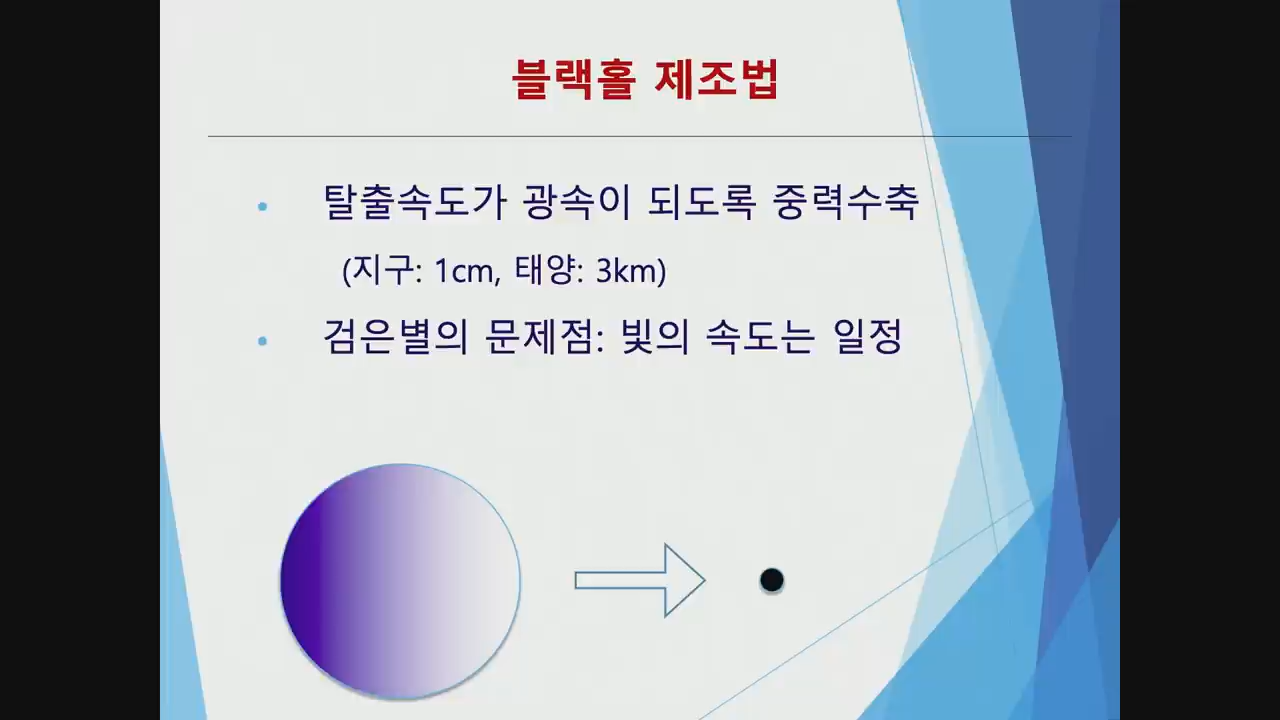 블랙홀 제조법
• 탈출속도가 광속이 되도록 중력수축
(지구: 1cm, 태양: 3km)
• 검은별의 문제점: 빛의 속도는 일정